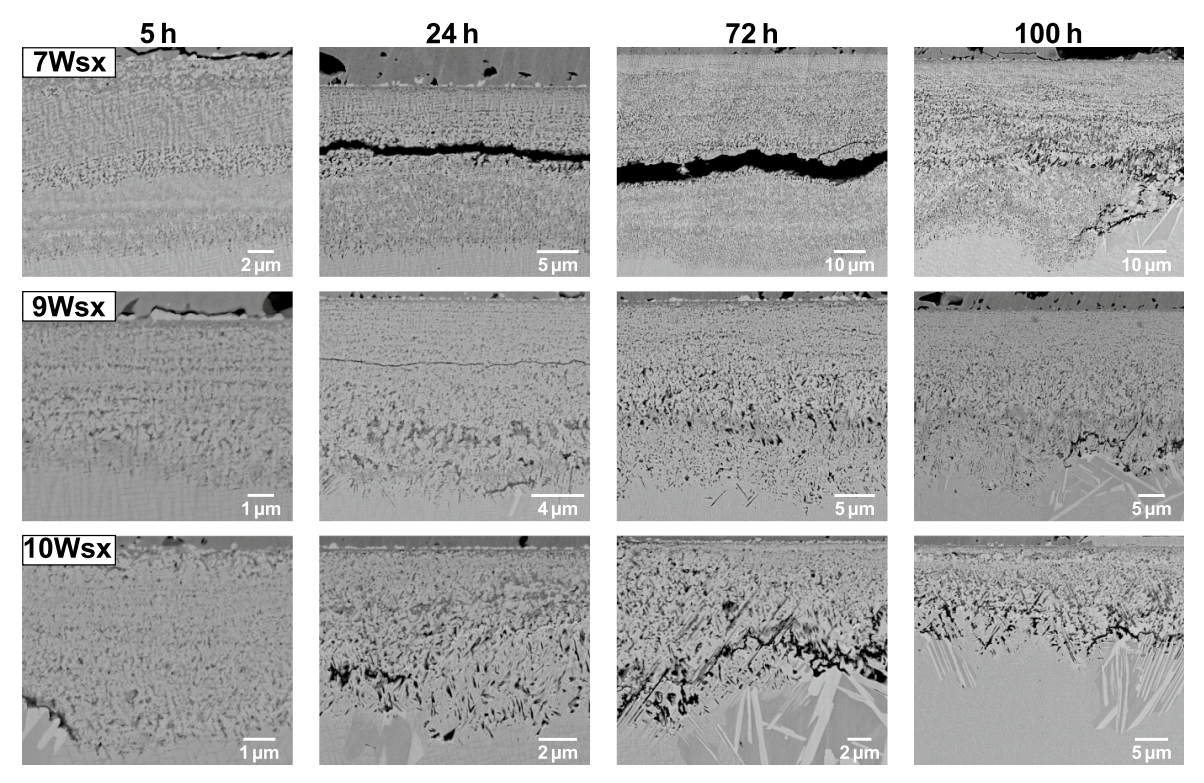 5 h 24 h 72 h 100 h
7Wsx
2 µm 5 µm 10 µm 10 µm
9Wsx
1 µm 4 µm 5 µm 5 µm
10Wsx
1 µm 2 µm 2 µm 5 µm